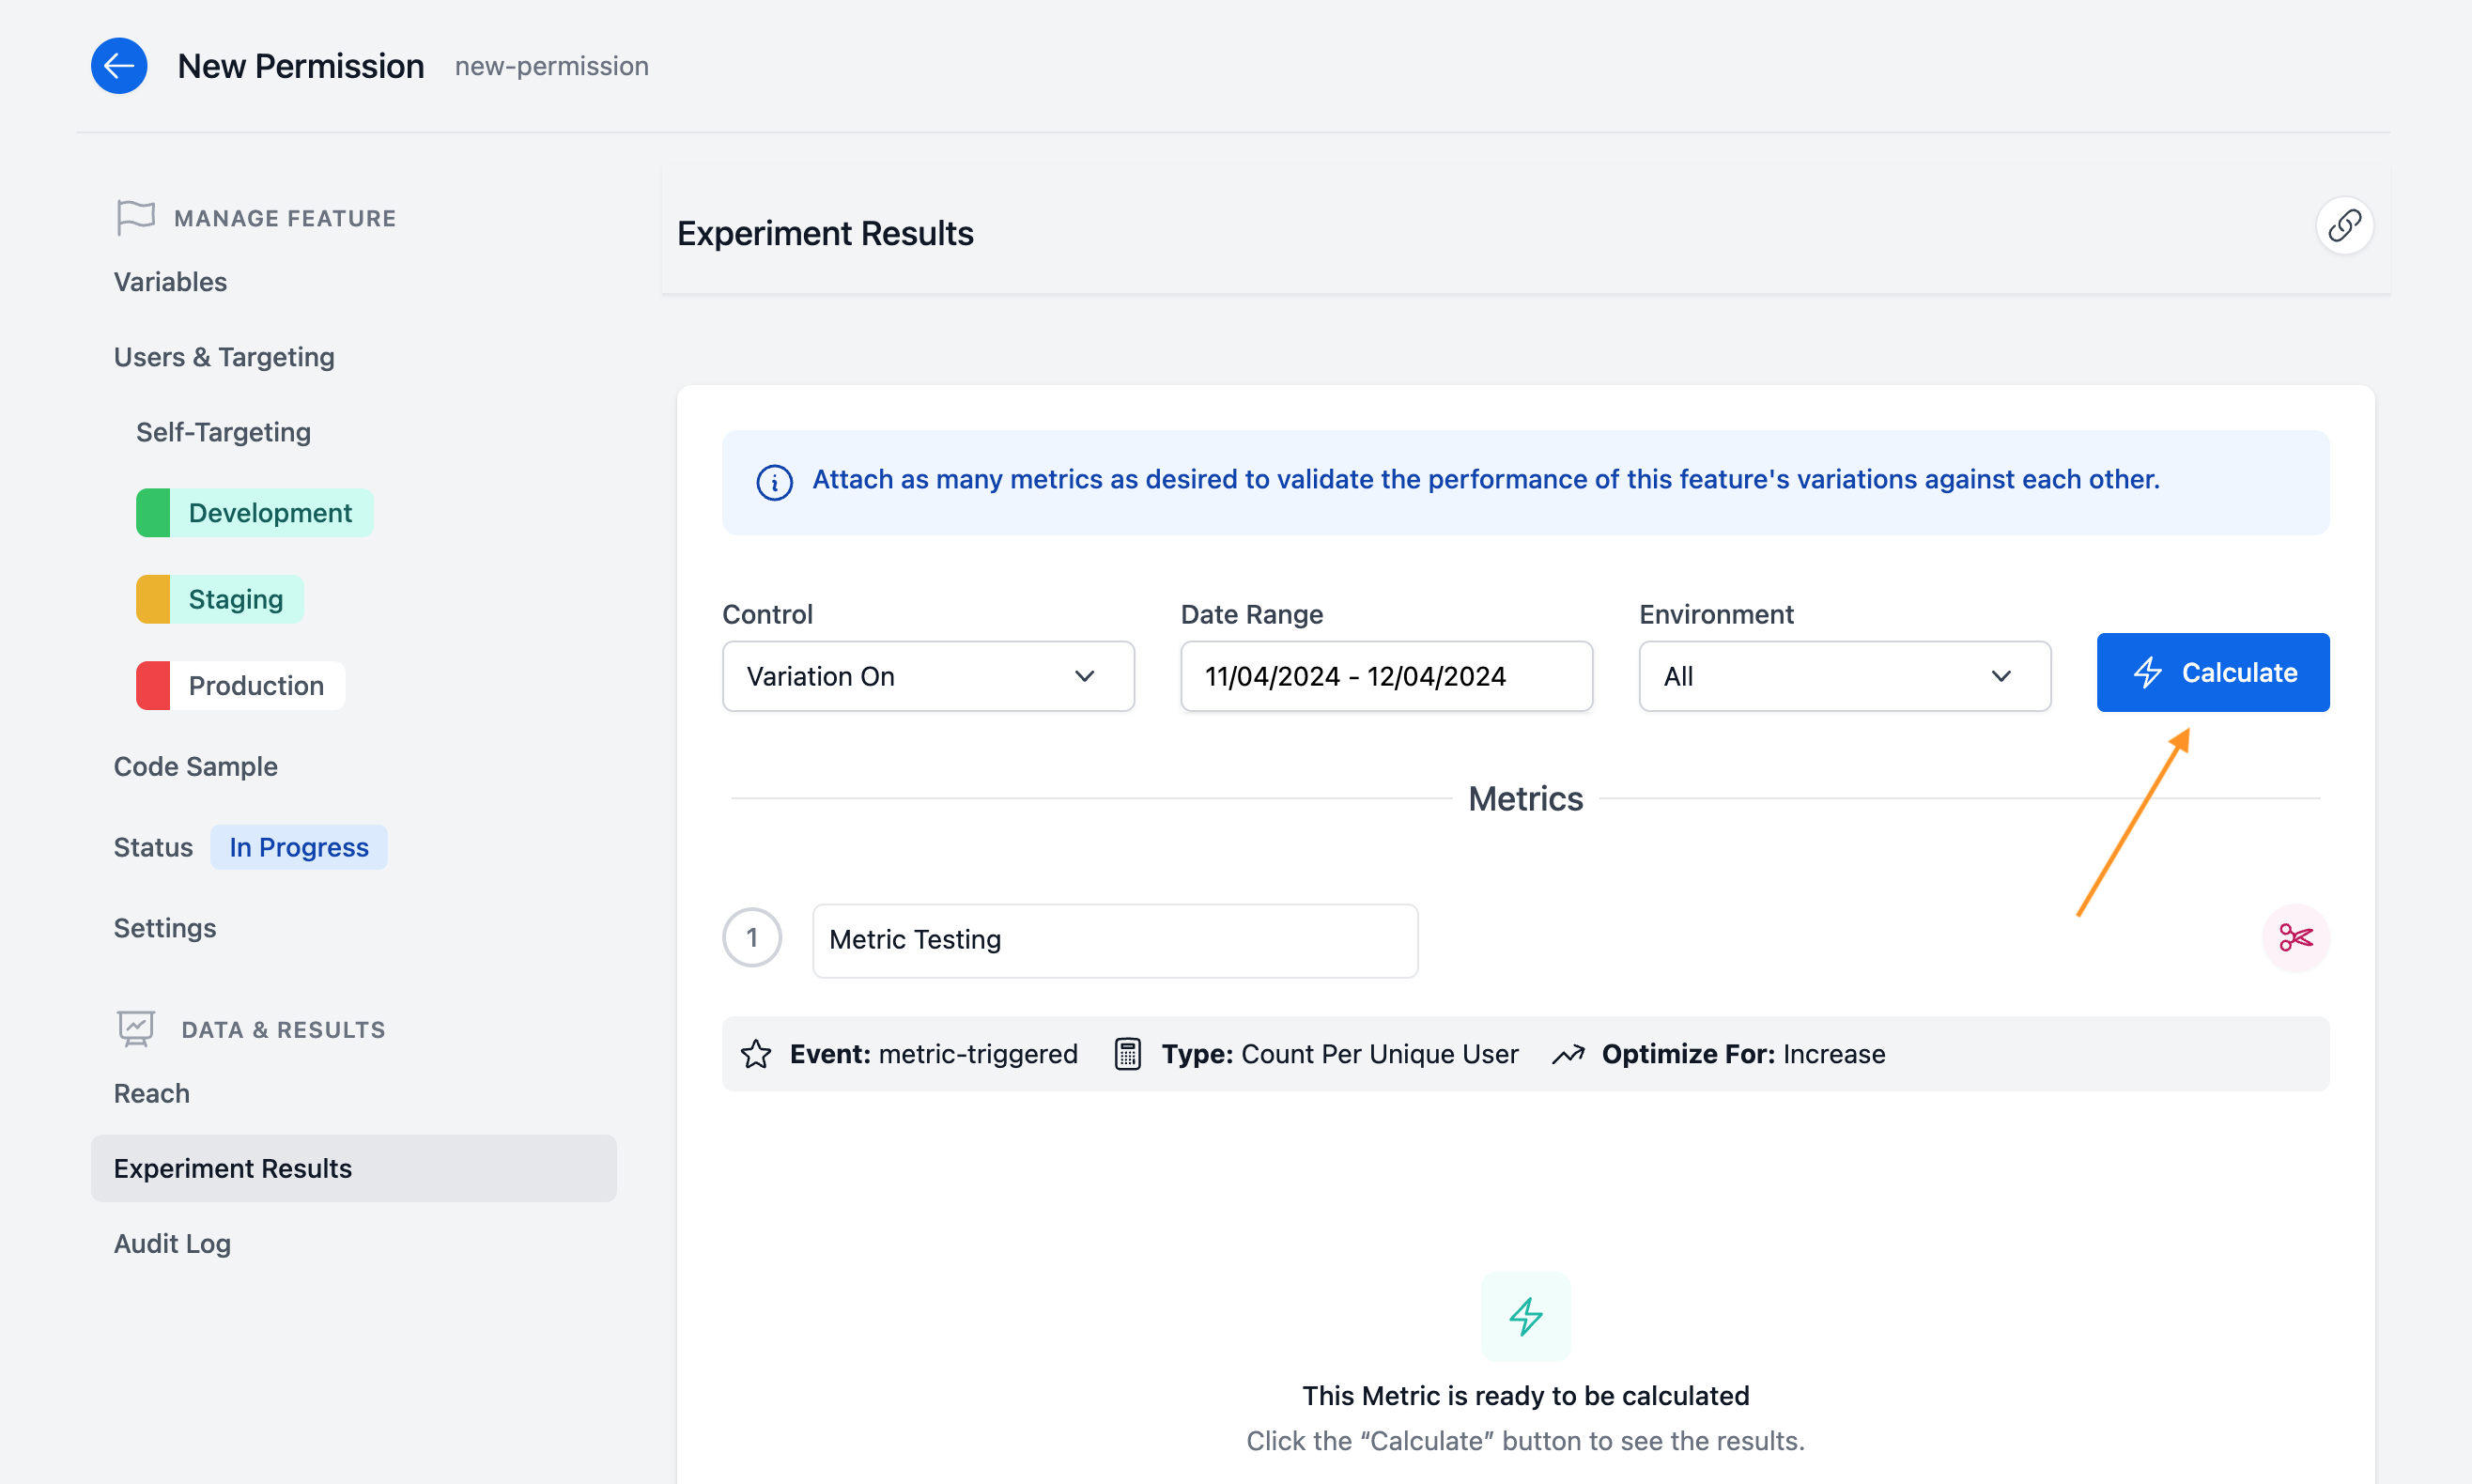 New Permission new-permission
MANAGE FEATURE
Variables
Users & Targeting
Self-Targeting
Development
Staging
Production
Code Sample
Status In Progress
Settings
DATA & RESULTS
Reach
Experiment Results
Audit Log
Experiment Results
Attach as many metrics as desired to validate the performance of this feature's variations against each other.
Control Date Range Environment
Variation On 11/04/2024 - 12/04/2024 All Calculate
Metrics
1 Metric Testing
Event: metric-triggered Type: Count Per Unique User Optimize For: Increase
This Metric is ready to be calculated
Click the “Calculate” button to see the results.